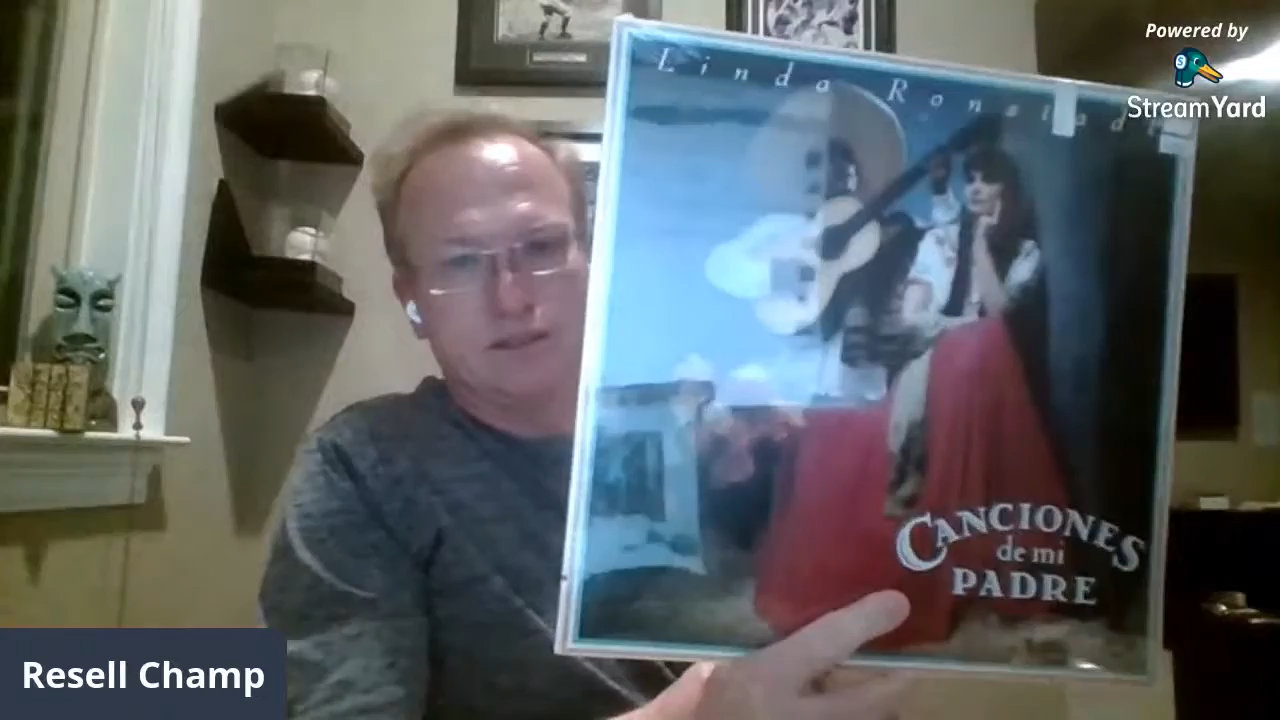 Powered by
StreamYard
Linda Ronstadt
CANCIONES
de mi
PADRE
Resell Champ